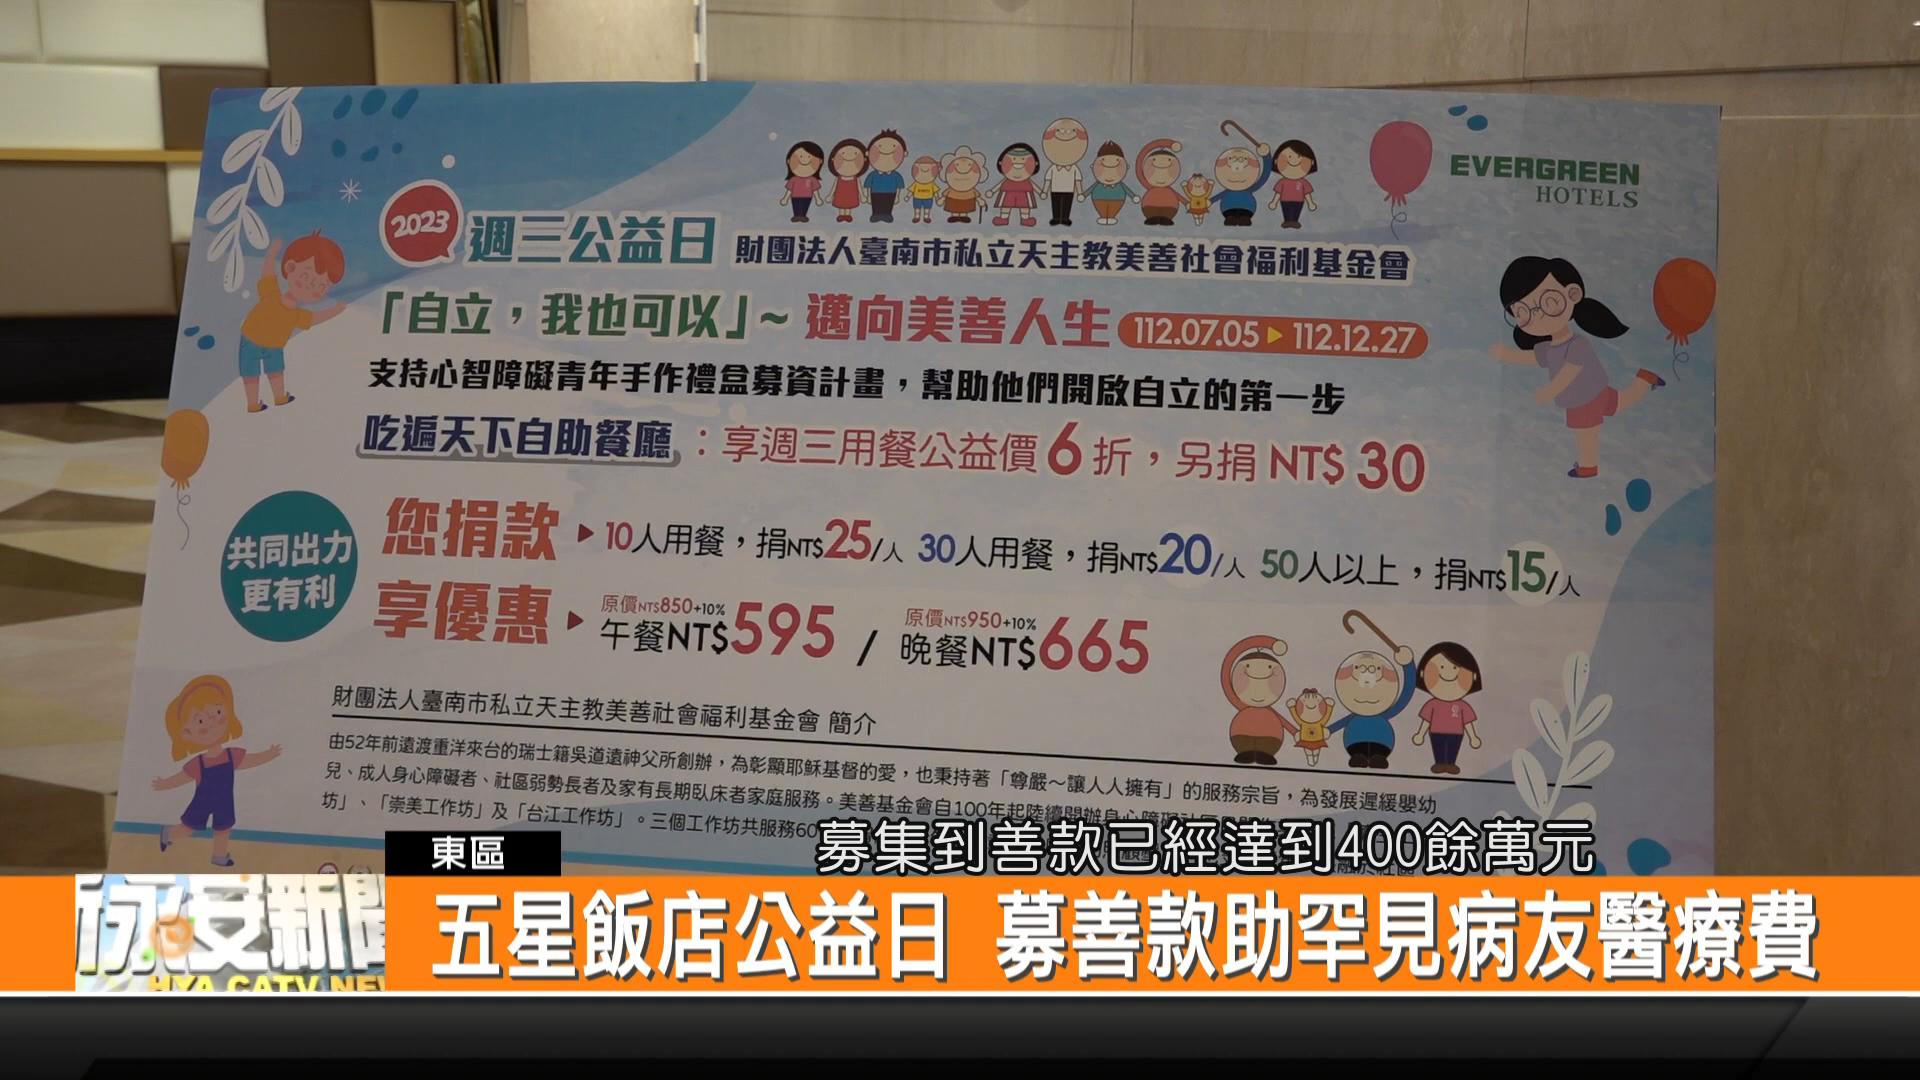 EVERGREEN
HOTELS
2023 週三公益日 財團法人臺南市私立天主教美善社會福利基金會
「自立，我也可以」~ 邁向美善人生 112.07.05 ▶ 112.12.27
支持心智障礙青年手作禮盒募資計畫，幫助他們開啟自立的第一步
吃遍天下自助餐廳：享週三用餐公益價6折，另捐 NT$ 30
共同出力
更有利
您捐款 ▶ 10人用餐，捐NT$25/人 30人用餐，捐NT$20/人 50人以上，捐NT$15/人
享優惠 ▶ 原價NT$850+10% 午餐NT$595 / 原價NT$950+10% 晚餐NT$665
財團法人臺南市私立天主教美善社會福利基金會 簡介
由52年前遠渡重洋來台的瑞士籍吳道遠神父所創辦，為彰顯耶穌基督的愛，也秉持著「尊嚴～讓人人擁有」的服務宗旨，為發展遲緩嬰幼
兒、成人身心障礙者、社區弱勢長者及家有長期臥床者家庭服務。美善基金會自100年起陸續開辦
坊」、「崇美工作坊」及「台江工作坊」。三個工作坊共服務60
募集到善款已經達到400餘萬元
東區
永安新聞
HYA CATV NEW
五星飯店公益日 募善款助罕見病友醫療費